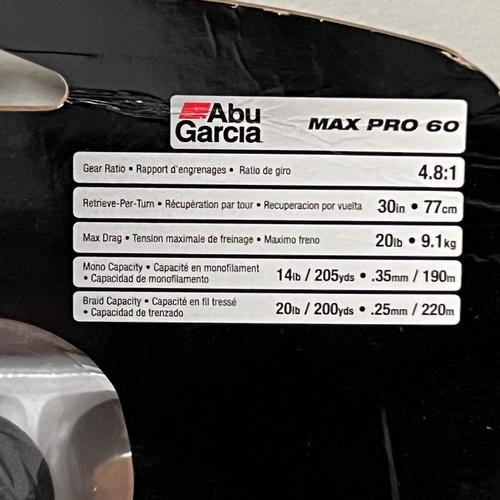 Abu
Garcia
MAX PRO 60
Gear Ratio • Rapport d'engrenages • Ratio de giro 4.8:1
Retrieve-Per-Turn • Récupération par tour • Recuperacion por vuelta 30in • 77cm
Max Drag • Tension maximale de freinage • Maximo freno 20lb • 9.1kg
Mono Capacity • Capacité en monofilament
• Capacidad de monofilamento 14lb / 205yds • .35mm / 190m
Braid Capacity • Capacité en fil tressé
• Capacidad de trenzado 20lb / 200yds • .25mm / 220m